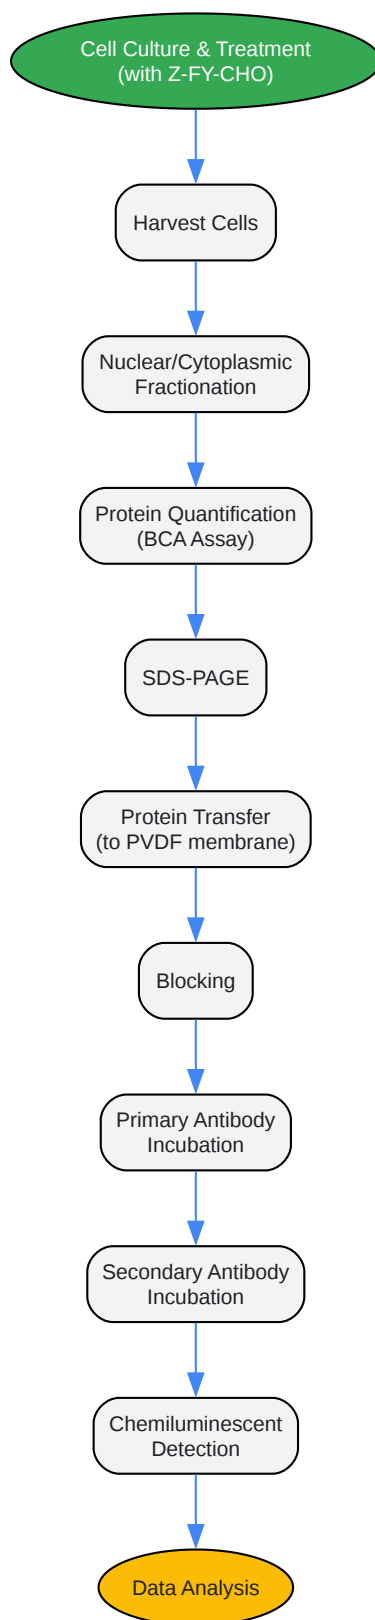 Cell Culture & Treatment
(with Z-FY-CHO)
Harvest Cells
Nuclear/Cytoplasmic
Fractionation
Protein Quantification
(BCA Assay)
SDS-PAGE
Protein Transfer
(to PVDF membrane)
Blocking
Primary Antibody
Incubation
Secondary Antibody
Incubation
Chemiluminescent
Detection
Data Analysis